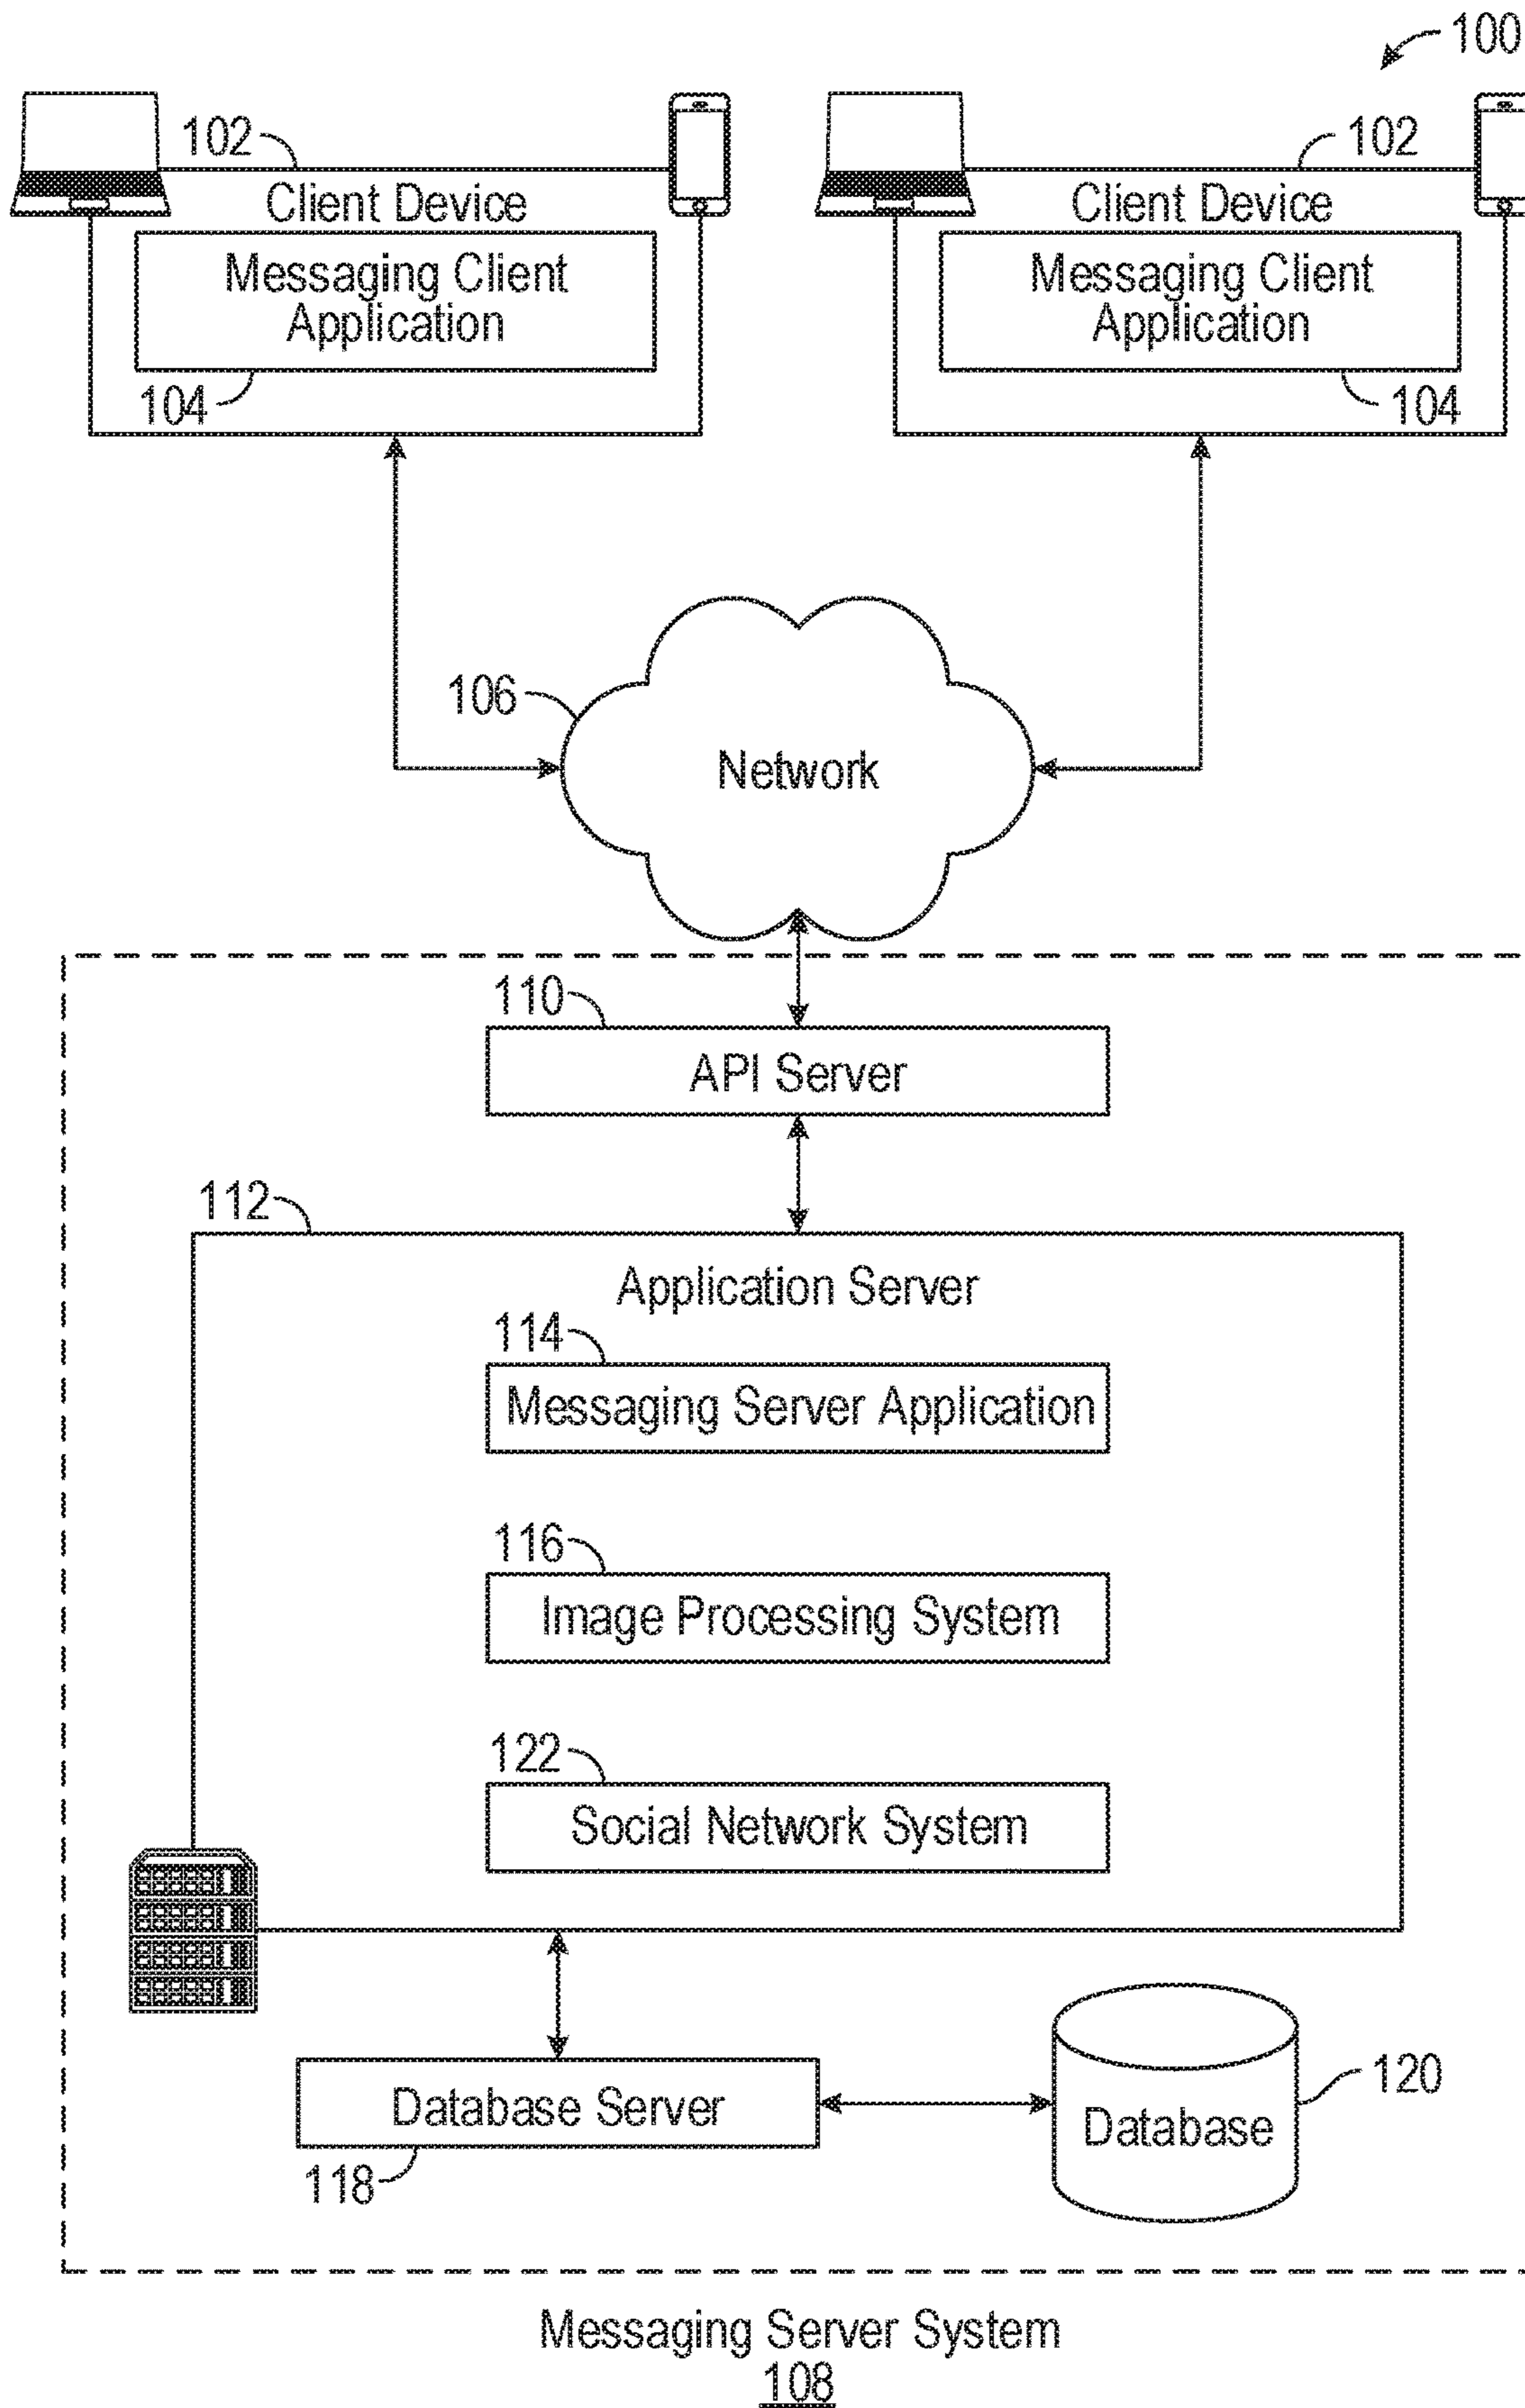 100
102
102
Client Device
Client Device
Messaging Client
Application
Messaging Client
Application
104
104
106
Network
110
API Server
112
Application Server
114
Messaging Server Application
116
Image Processing System
122
Social Network System
Database Server
118
Database
120
Messaging Server System
108